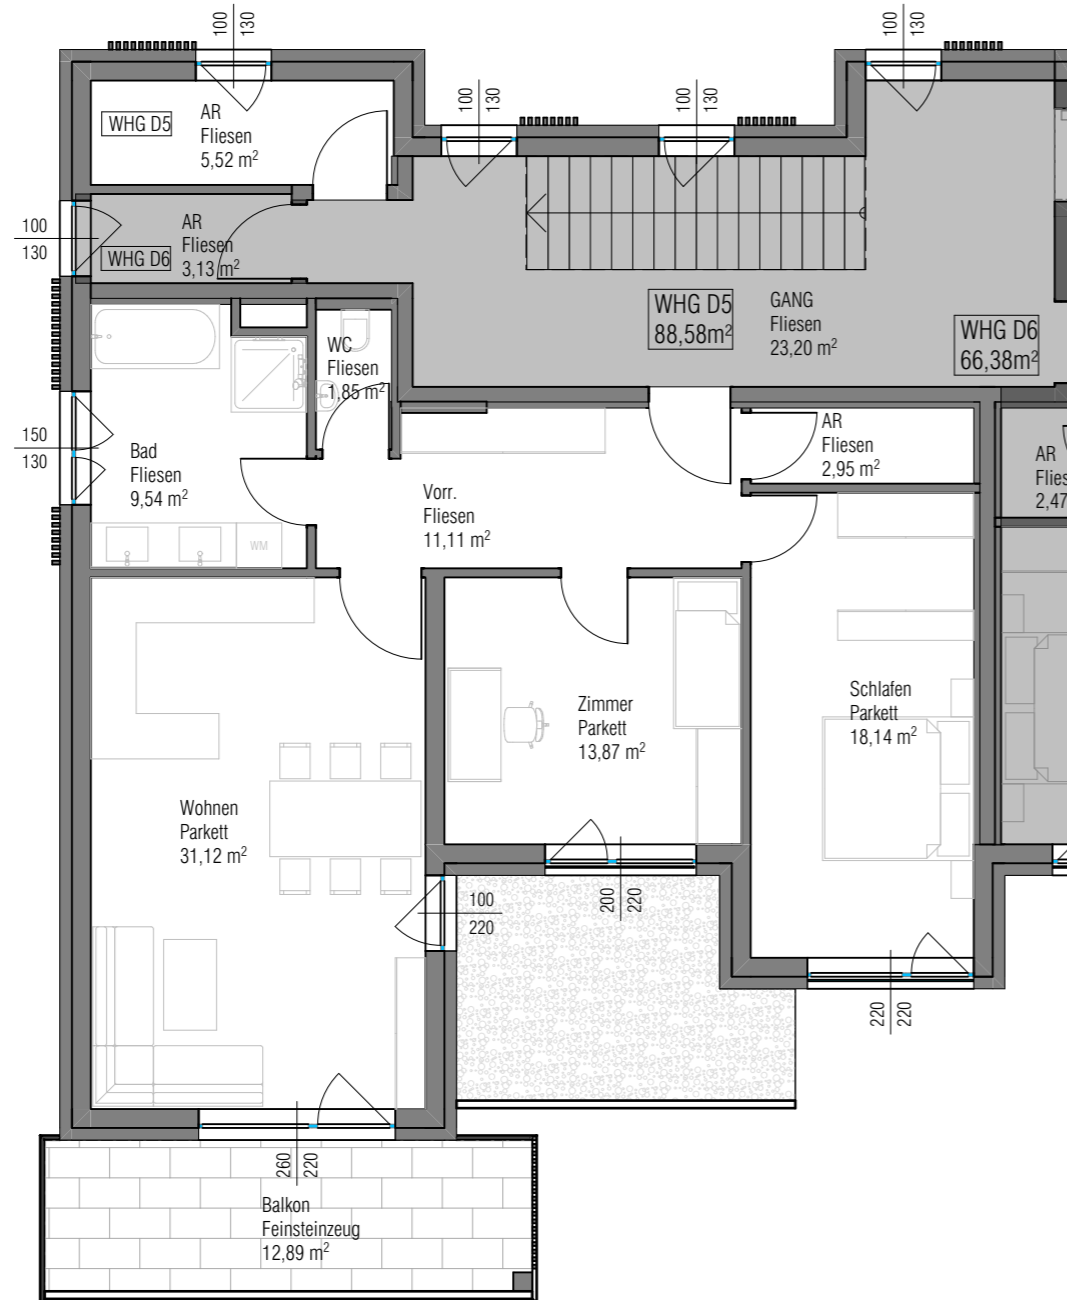 100
130
100
130
100
130
100
130
WHG D5
AR
Fliesen
5,52 m²
100
130
AR
Fliesen
3,13 m²
WHG D6
WHG D5
88,58m²
GANG
Fliesen
23,20 m²
WHG D6
66,38m²
WC
Fliesen
1,85 m²
150
130
Bad
Fliesen
9,54 m²
WM
Vorr.
Fliesen
11,11 m²
AR
Fliesen
2,95 m²
AR
Flies
2,47
Zimmer
Parkett
13,87 m²
Schlafen
Parkett
18,14 m²
Wohnen
Parkett
31,12 m²
100
220
200
220
220
220
260
220
Balkon
Feinsteinzeug
12,89 m²